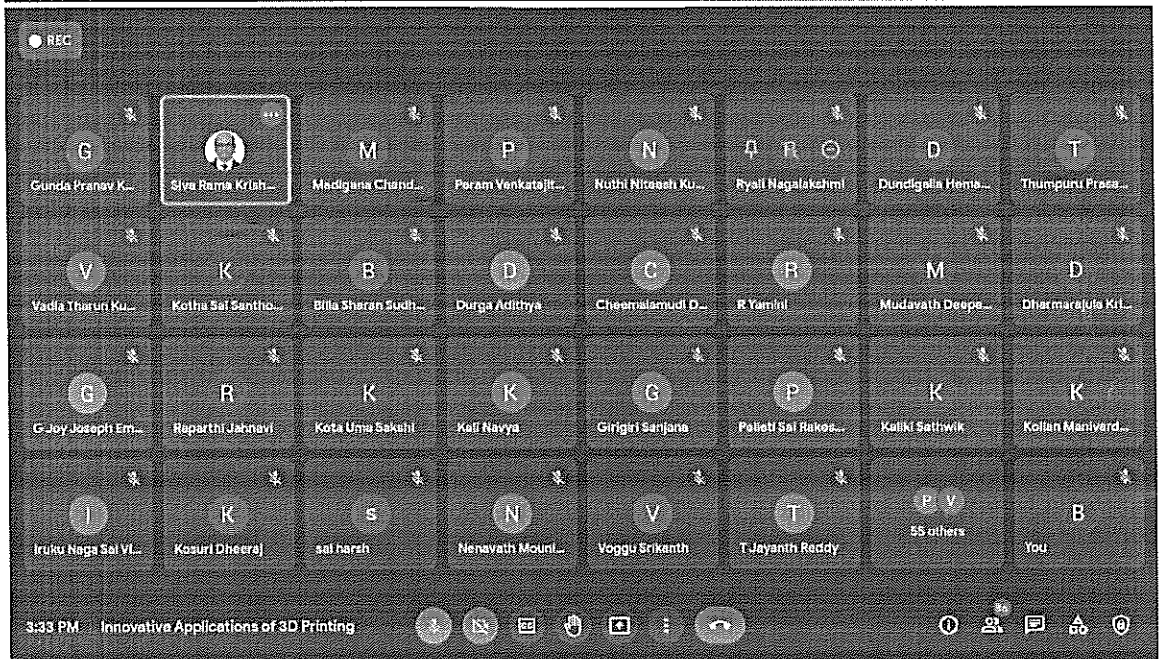 REC
G M P N D T
Gunda Pranav K... Siva Rama Krish... Madigana Chand... Param Venkatajit... Nuthi Niteesh Ku... Ryali Nagalakshmi Dundigalla Hema... Thumpuru Prasa...
V K B D C R M D
Vadla Tharun Ku... Kotha Sai Santho... Billa Sharan Sudh... Durga Adithya Cheemalamudi D... R Yamini Mudavath Deepa... Dharmarajula Kri...
G R K K G P K K
G Joy Joseph Em... Raparthi Jahnavi Kota Uma Sakshi Kali Navya Girigiri Sanjana Palleti Sai Rakes... Kaliki Sathwik Kollan Manivard...
I K s N V T P V B
Iruku Naga Sai Vi... Kosuri Dheeraj sai harsh Nenavath Mouni... Voggu Srikanth T Jayanth Reddy 55 others You
3:33 PM Innovative Applications of 3D Printing